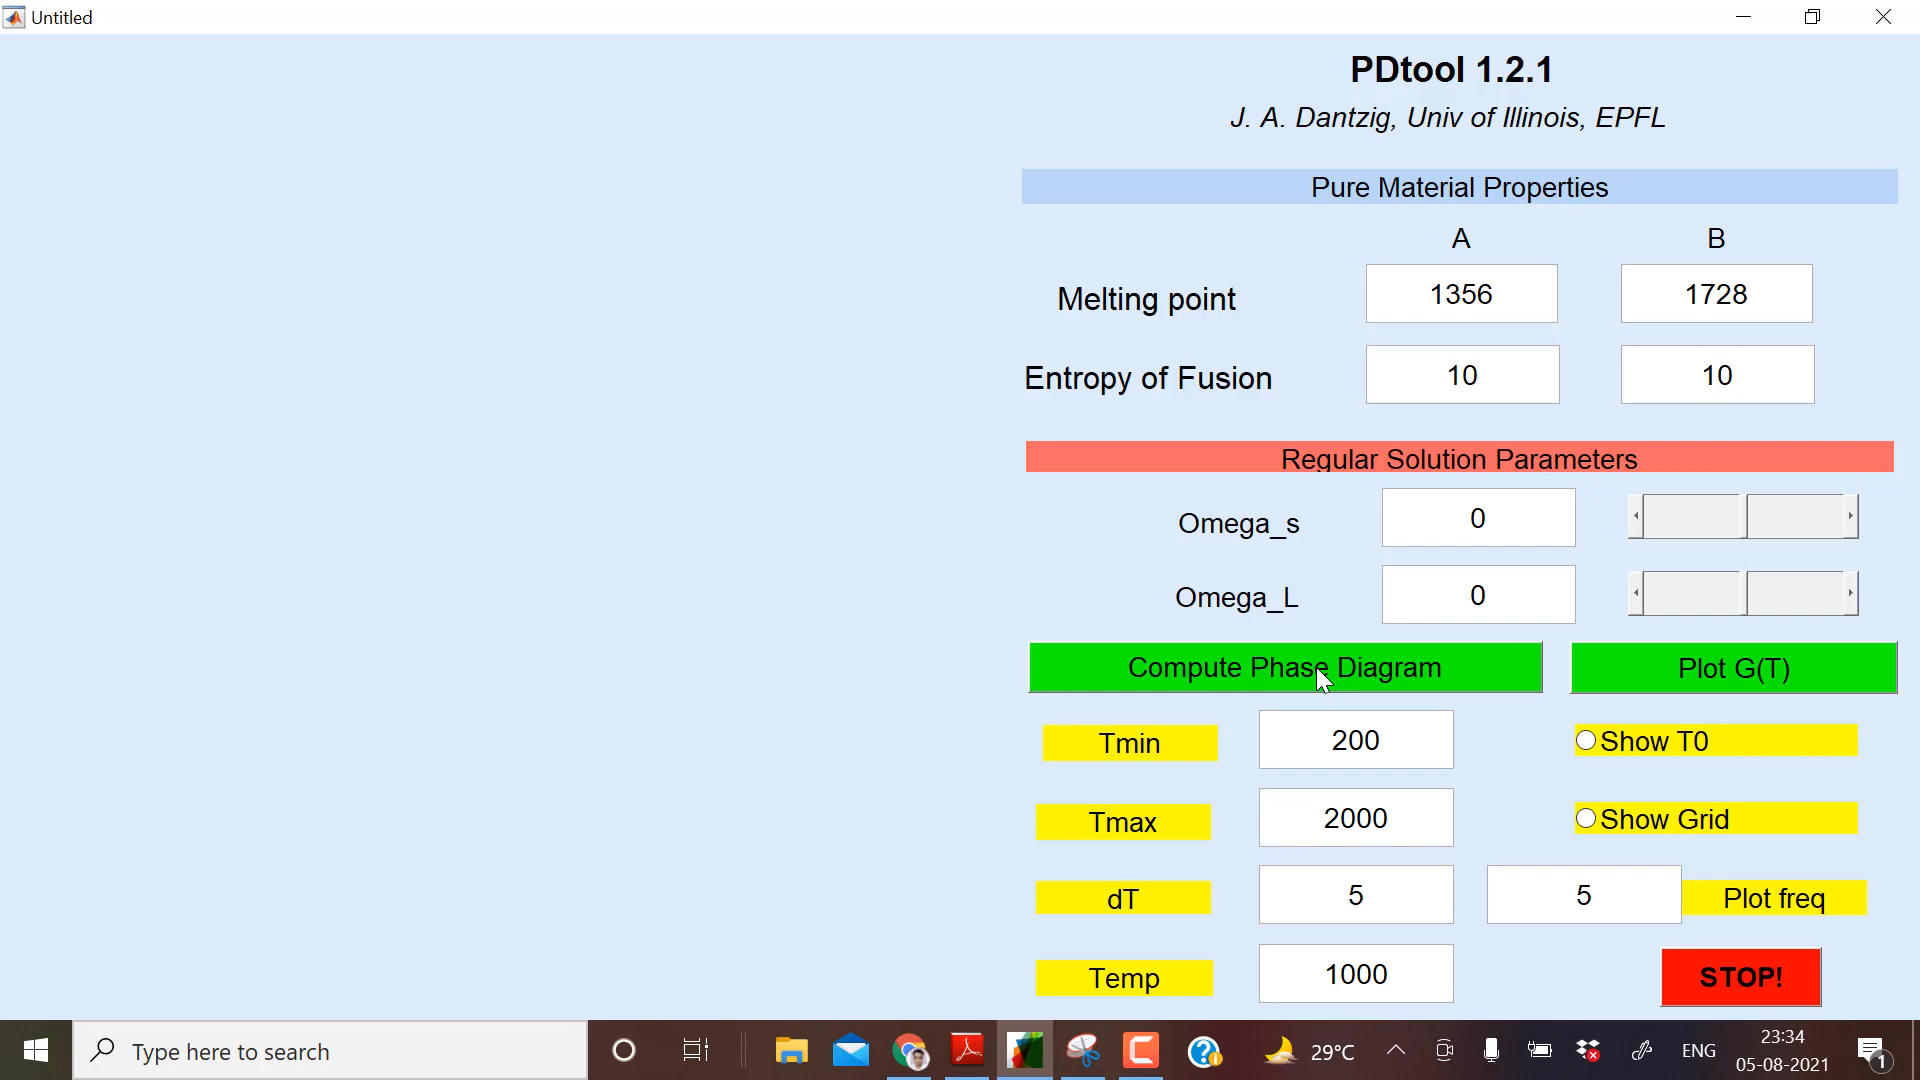 Untitled
PDtool 1.2.1
J. A. Dantzig, Univ of Illinois, EPFL
Pure Material Properties
A B
Melting point 1356 1728
Entropy of Fusion 10 10
Regular Solution Parameters
Omega_s 0
Omega_L 0
Compute Phase Diagram Plot G(T)
Tmin 200 Show T0
Tmax 2000 Show Grid
dT 5 5 Plot freq
Temp 1000 STOP!
Type here to search 29°C ENG 23:34
05-08-2021 1